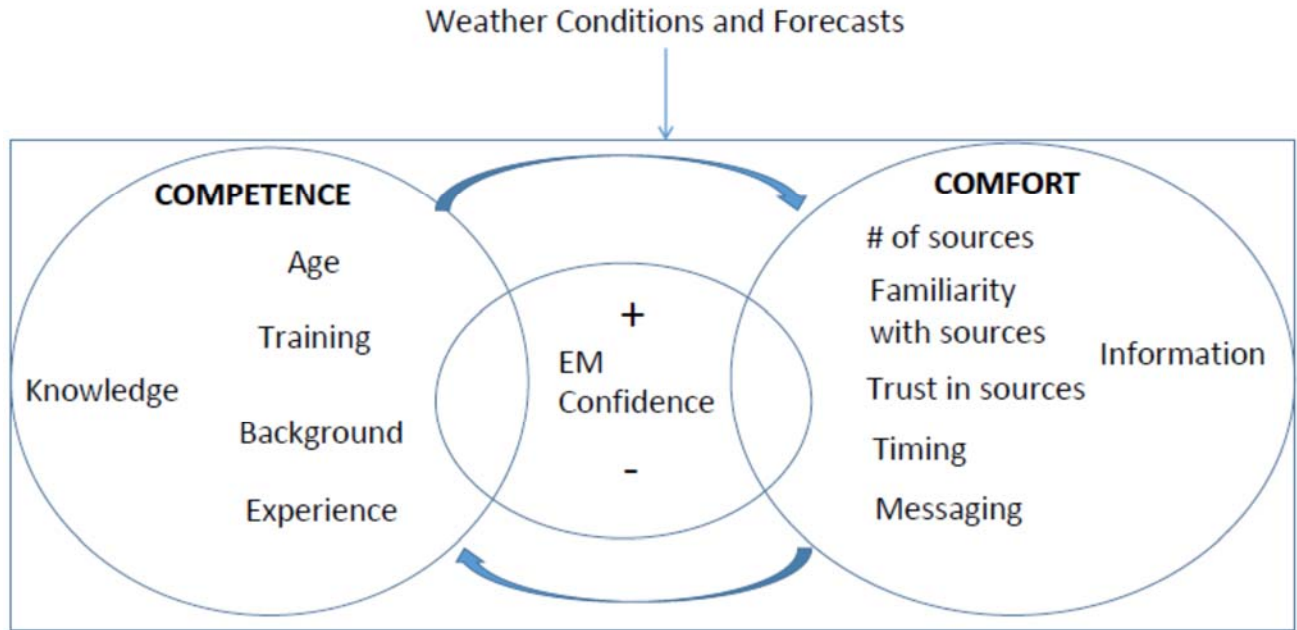 Weather Conditions and Forecasts
COMPETENCE
Age
Training
Knowledge
Background
Experience
+
EM
Confidence
-
COMFORT
# of sources
Familiarity
with sources
Information
Trust in sources
Timing
Messaging